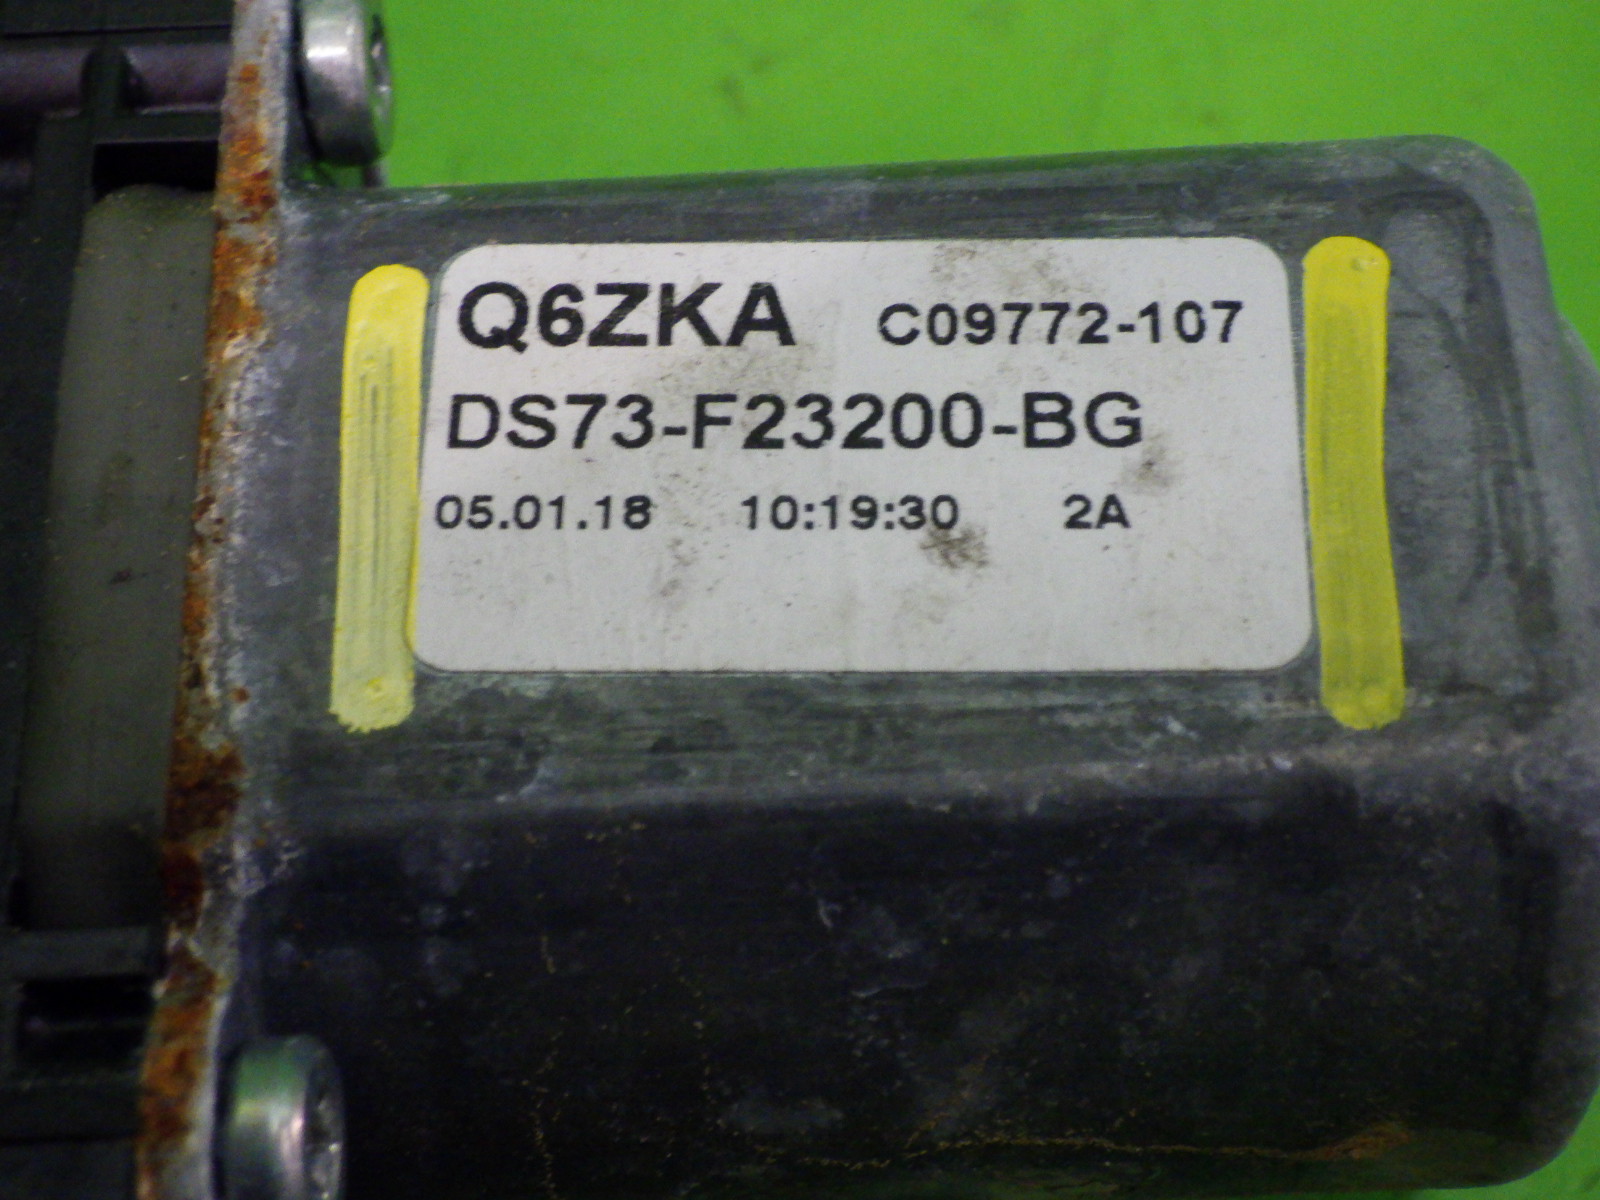 Q6ZKA C09772-107
DS73-F23200-BG
05.01.18 10:19:30 2A